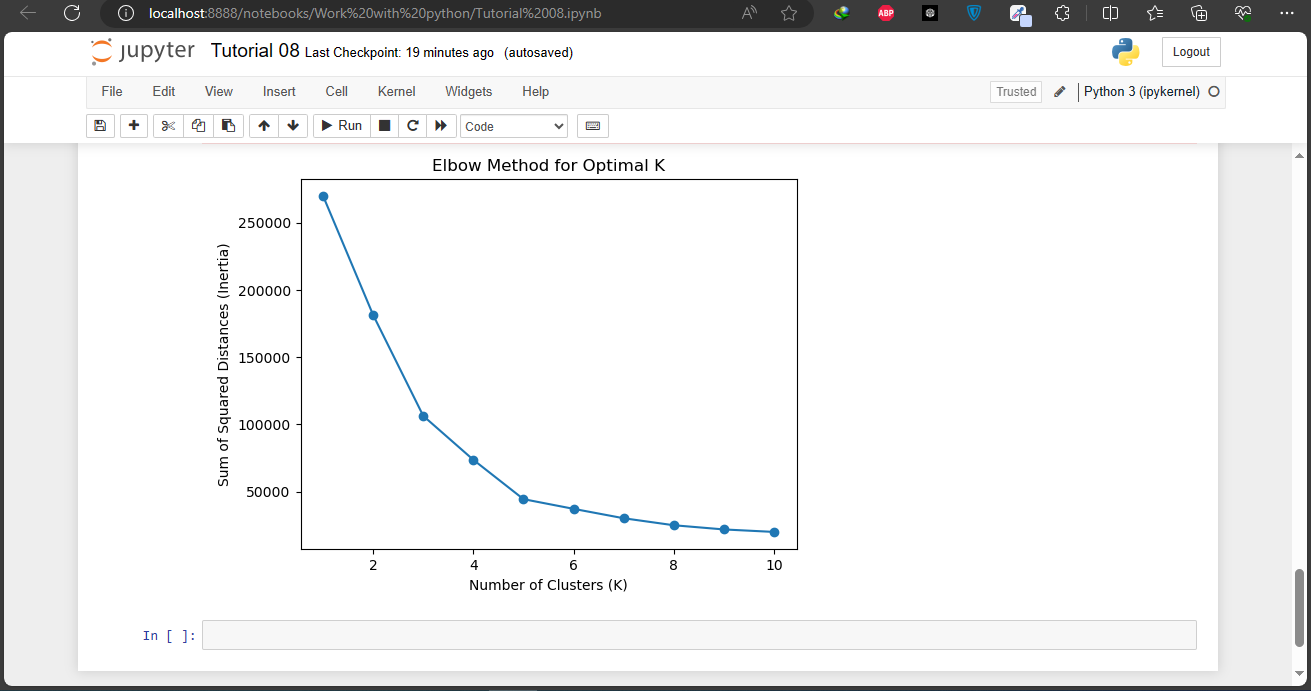 localhost:8888/notebooks/Work%20with%20python/Tutorial%2008.ipynb
ABP
jupyter Tutorial 08 Last Checkpoint: 19 minutes ago (autosaved)
Logout
File Edit View Insert Cell Kernel Widgets Help
Trusted
Python 3 (ipykernel)
Run
Code
Elbow Method for Optimal K
Sum of Squared Distances (Inertia)
250000
200000
150000
100000
50000
2 4 6 8 10
Number of Clusters (K)
In [ ]: